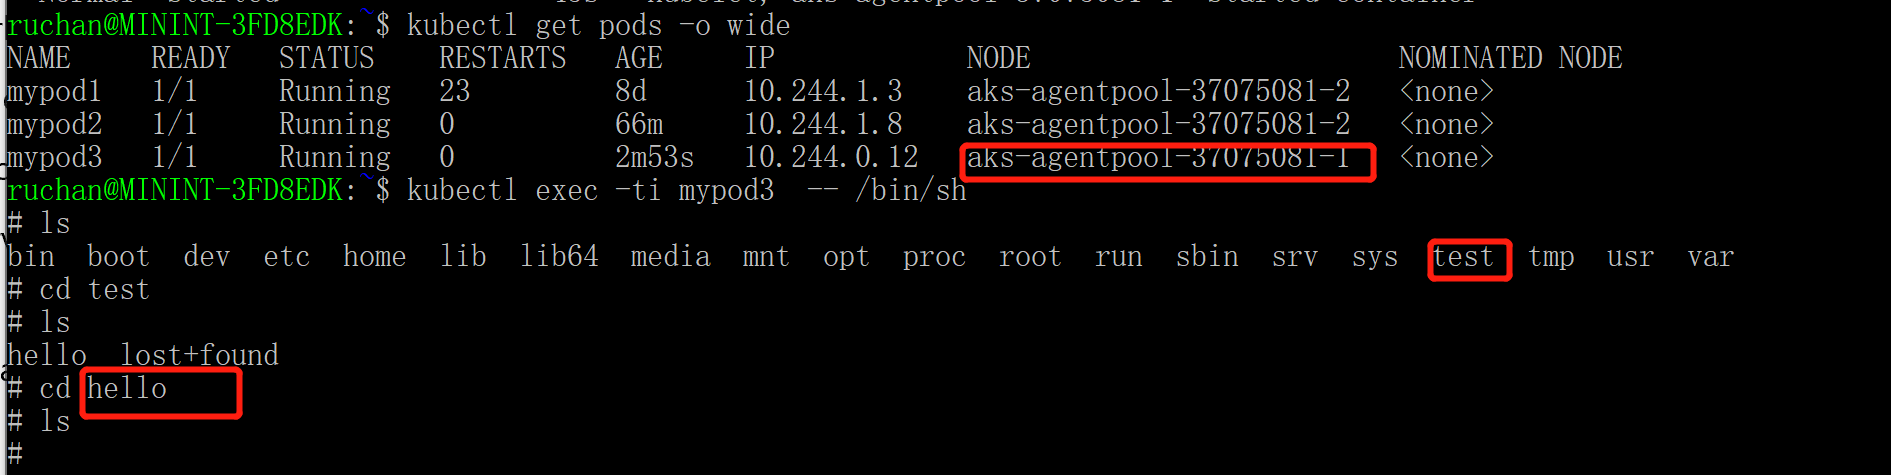 ruchan@MININT-3FD8EDK:~$ kubectl get pods -o wide
NAME READY STATUS RESTARTS AGE IP NODE NOMINATED NODE
mypod1 1/1 Running 23 8d 10.244.1.3 aks-agentpool-37075081-2 <none>
mypod2 1/1 Running 0 66m 10.244.1.8 aks-agentpool-37075081-2 <none>
mypod3 1/1 Running 0 2m53s 10.244.0.12 aks-agentpool-37075081-1 <none>
ruchan@MININT-3FD8EDK:~$ kubectl exec -ti mypod3 -- /bin/sh
# ls
bin boot dev etc home lib lib64 media mnt opt proc root run sbin srv sys test tmp usr var
# cd test
# ls
hello lost+found
# cd hello
# ls
#